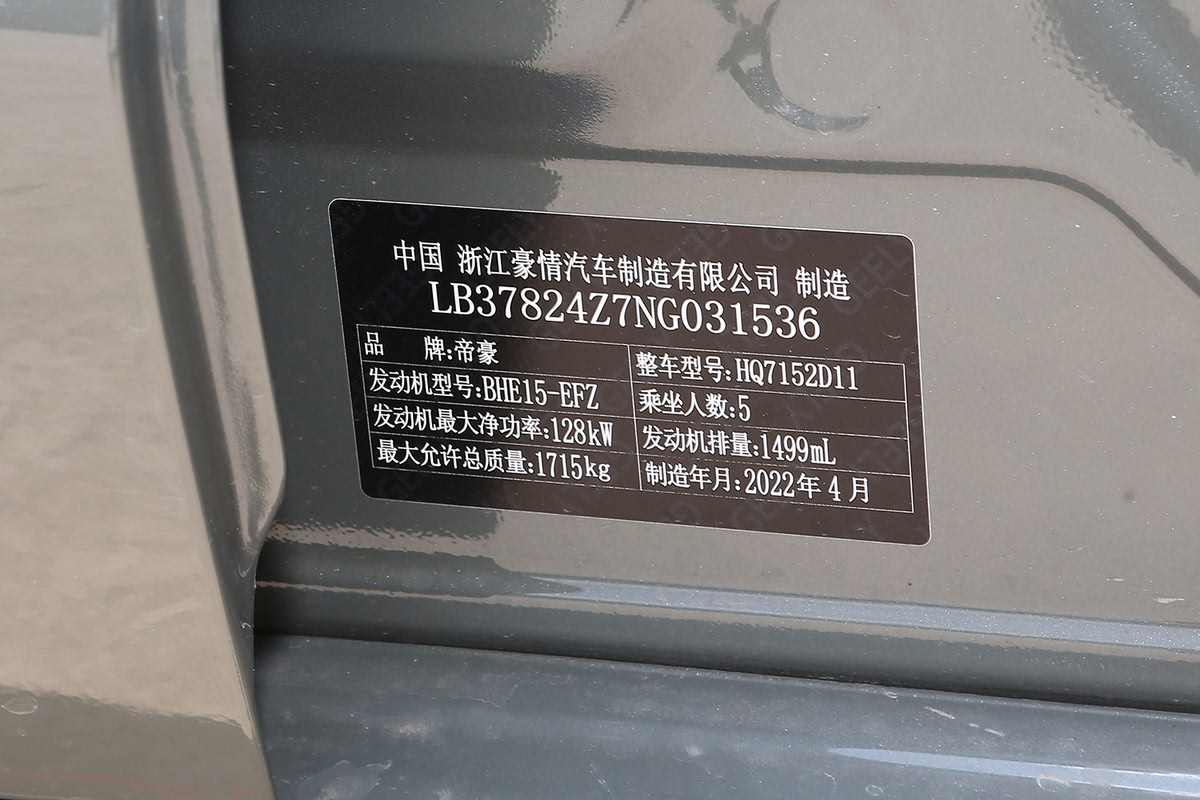 中国 浙江豪情汽车制造有限公司 制造
LB37824Z7NG031536
品 牌:帝豪 整车型号:HQ7152D11
发动机型号:BHE15-EFZ 乘坐人数:5
发动机最大净功率:128kW 发动机排量:1499mL
最大允许总质量:1715kg 制造年月:2022年4月